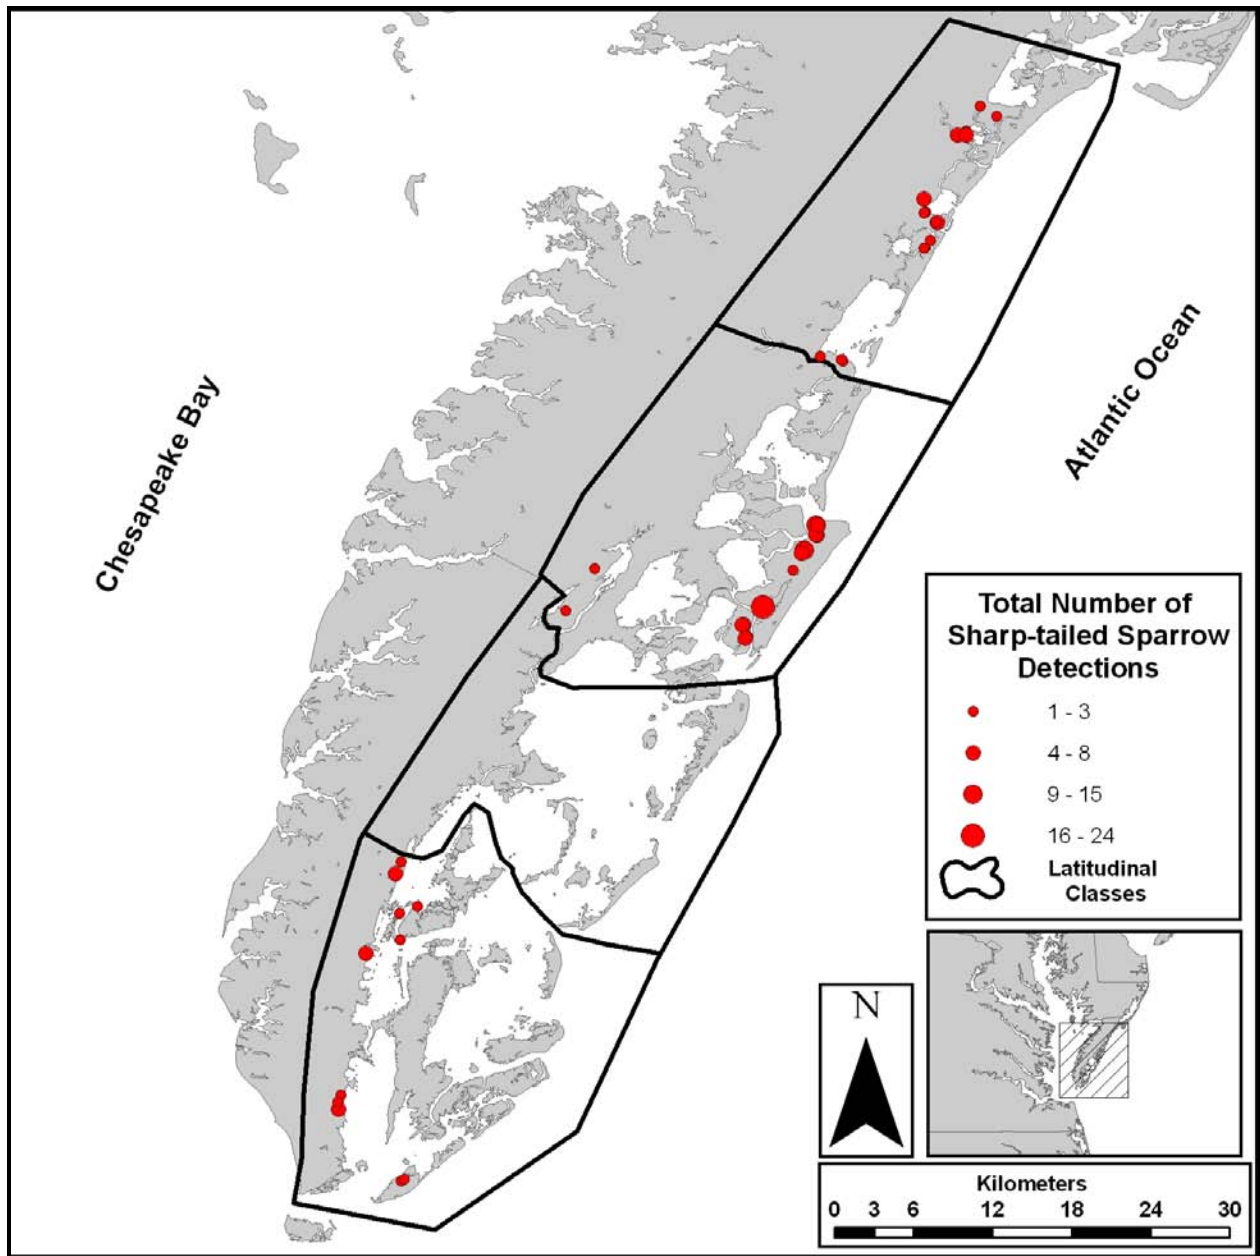 Chesapeake Bay
Atlantic Ocean
Total Number of
Sharp-tailed Sparrow
Detections
1 - 3
4 - 8
9 - 15
16 - 24
Latitudinal
Classes
N
Kilometers
0 3 6 12 18 24 30